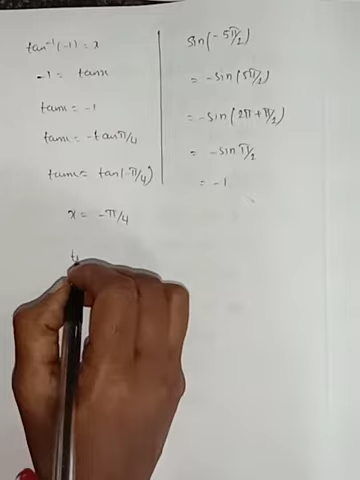 tan⁻¹(-1) = x
-1 = tanx
tanx = -1
tanx = -tan π/4
tanx = tan(-π/4)
x = -π/4
t
sin(-5π/2)
= -sin(5π/2)
= -sin(2π+π/2)
= -sin π/2
= -1